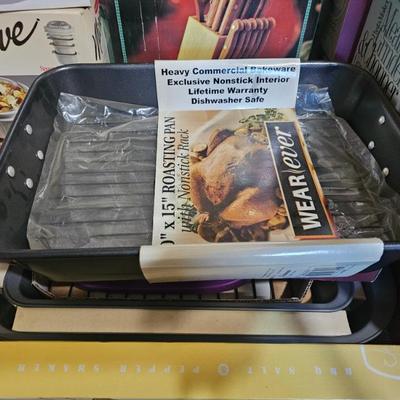 Heavy Commercial Bakeware
Exclusive Nonstick Interior
Lifetime Warranty
Dishwasher Safe
0" x 15" ROASTING PAN
with Nonstick Rack
WEAR ever
ve
BBQ SALT & PEPPER SHAKER